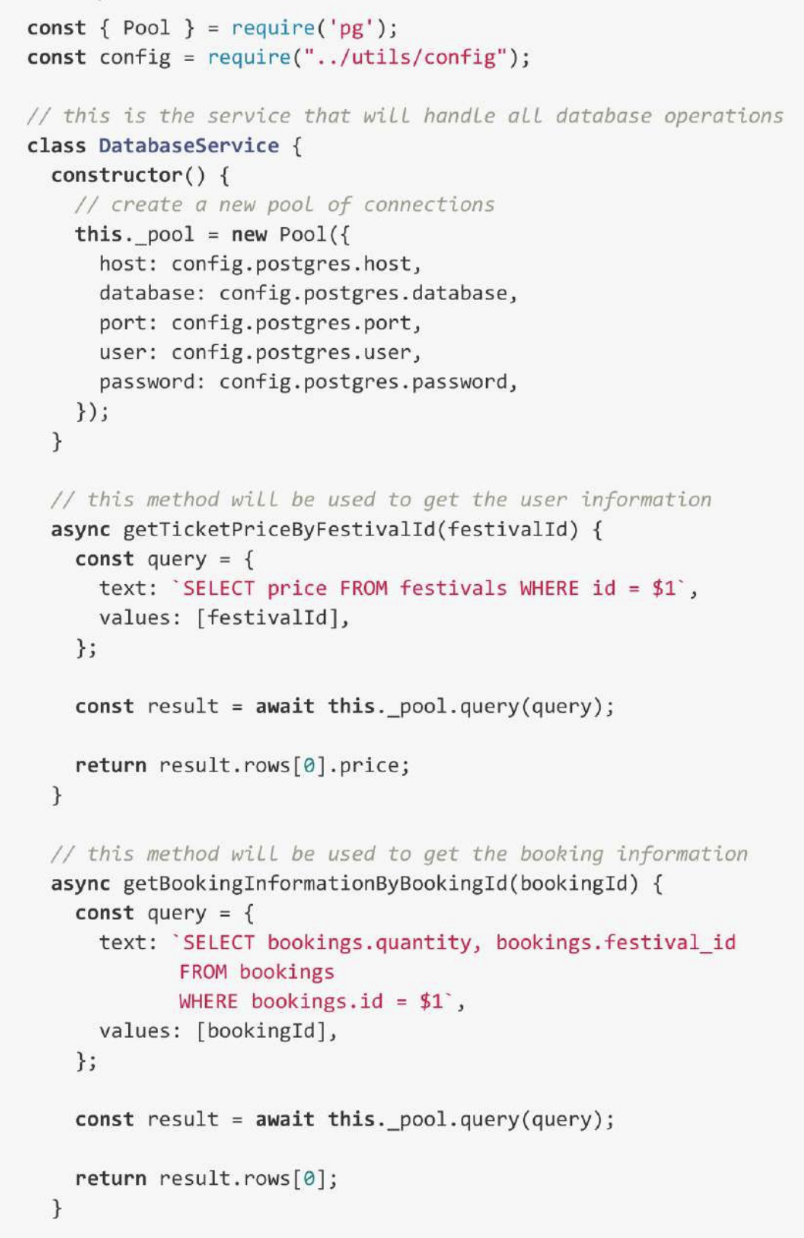 const { Pool } = require('pg');
const config = require("../utils/config");

// this is the service that will handle all database operations
class DatabaseService {
  constructor() {
    // create a new pool of connections
    this._pool = new Pool({
      host: config.postgres.host,
      database: config.postgres.database,
      port: config.postgres.port,
      user: config.postgres.user,
      password: config.postgres.password,
    });
  }

  // this method will be used to get the user information
  async getTicketPriceByFestivalId(festivalId) {
    const query = {
      text: `SELECT price FROM festivals WHERE id = $1`,
      values: [festivalId],
    };

    const result = await this._pool.query(query);

    return result.rows[0].price;
  }

  // this method will be used to get the booking information
  async getBookingInformationByBookingId(bookingId) {
    const query = {
      text: `SELECT bookings.quantity, bookings.festival_id
             FROM bookings
             WHERE bookings.id = $1`,
      values: [bookingId],
    };

    const result = await this._pool.query(query);

    return result.rows[0];
  }